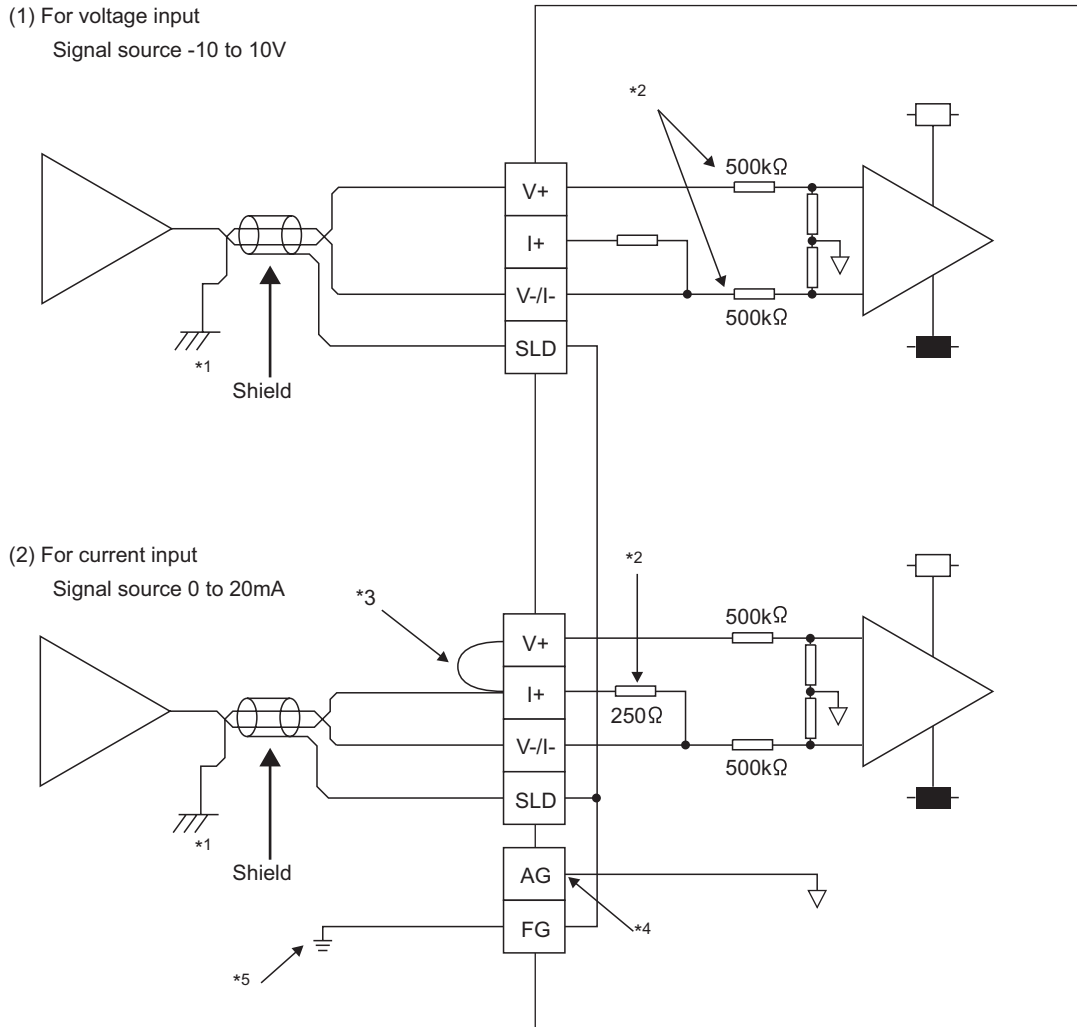 (1) For voltage input
Signal source -10 to 10V
*2
500kΩ
V+
I+
V-/I-
500kΩ
SLD
*1
Shield
(2) For current input
Signal source 0 to 20mA
*2
*3
500kΩ
V+
I+
250Ω
V-/I-
500kΩ
SLD
*1
Shield
AG
*4
FG
*5